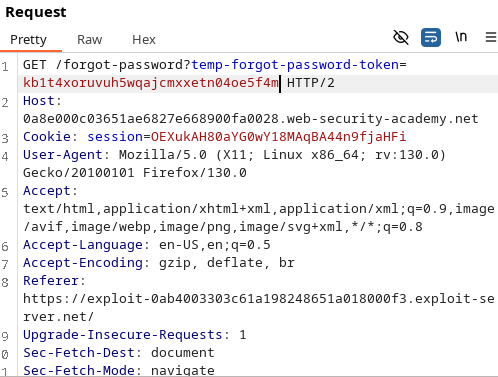 Request
Pretty Raw Hex
\n
1 GET /forgot-password?temp-forgot-password-token=
kb1t4xoruvuh5wqajcmxxetn04oe5f4m HTTP/2
2 Host:
0a8e000c03651ae6827e668900fa0028.web-security-academy.net
3 Cookie: session=OEXukAH80aYG0wY18MAqBA44n9fjaHFi
4 User-Agent: Mozilla/5.0 (X11; Linux x86_64; rv:130.0)
Gecko/20100101 Firefox/130.0
5 Accept:
text/html,application/xhtml+xml,application/xml;q=0.9,image
/avif,image/webp,image/png,image/svg+xml,*/*;q=0.8
6 Accept-Language: en-US,en;q=0.5
7 Accept-Encoding: gzip, deflate, br
8 Referer:
https://exploit-0ab4003303c61a198248651a018000f3.exploit-se
rver.net/
9 Upgrade-Insecure-Requests: 1
0 Sec-Fetch-Dest: document
1 Sec-Fetch-Mode: navigate